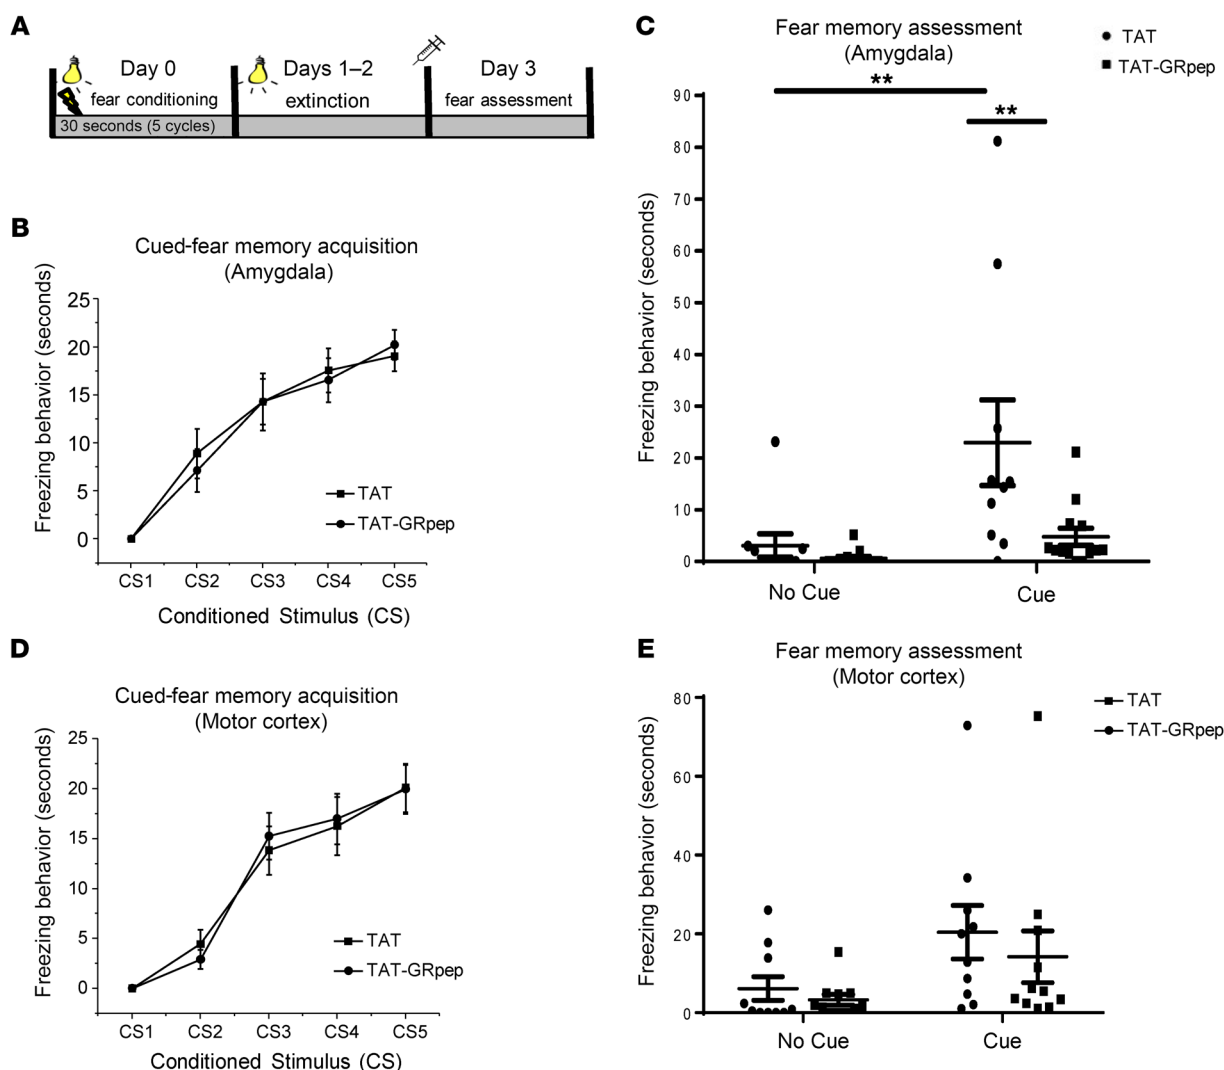 A
Day 0
Days 1–2
Day 3
fear conditioning
extinction
fear assessment
30 seconds (5 cycles)
B
Cued-fear memory acquisition
(Amygdala)
Freezing behavior (seconds)
25
20
15
10
5
0
TAT
TAT-GRpep
CS1
CS2
CS3
CS4
CS5
Conditioned Stimulus (CS)
C
Fear memory assessment
(Amygdala)
TAT
TAT-GRpep
**
**
Freezing behavior (seconds)
90
80
70
60
50
40
30
20
10
0
No Cue
Cue
D
Cued-fear memory acquisition
(Motor cortex)
Freezing behavior (seconds)
25
20
15
10
5
0
TAT
TAT-GRpep
CS1
CS2
CS3
CS4
CS5
Conditioned Stimulus (CS)
E
Fear memory assessment
(Motor cortex)
TAT
TAT-GRpep
Freezing behavior (seconds)
80
60
40
20
0
No Cue
Cue